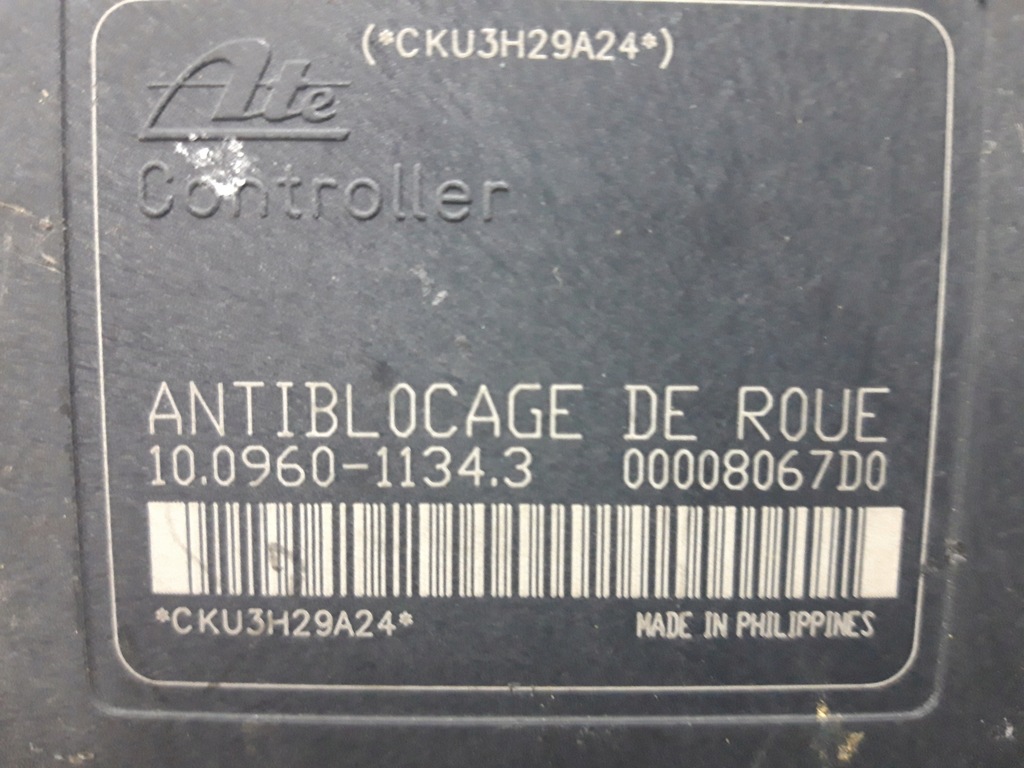 (*CKU3H29A24*)
Ate
Controller
ANTIBLOCAGE DE ROUE
10.0960-1134.3 00008067D0
*CKU3H29A24*
MADE IN PHILIPPINES